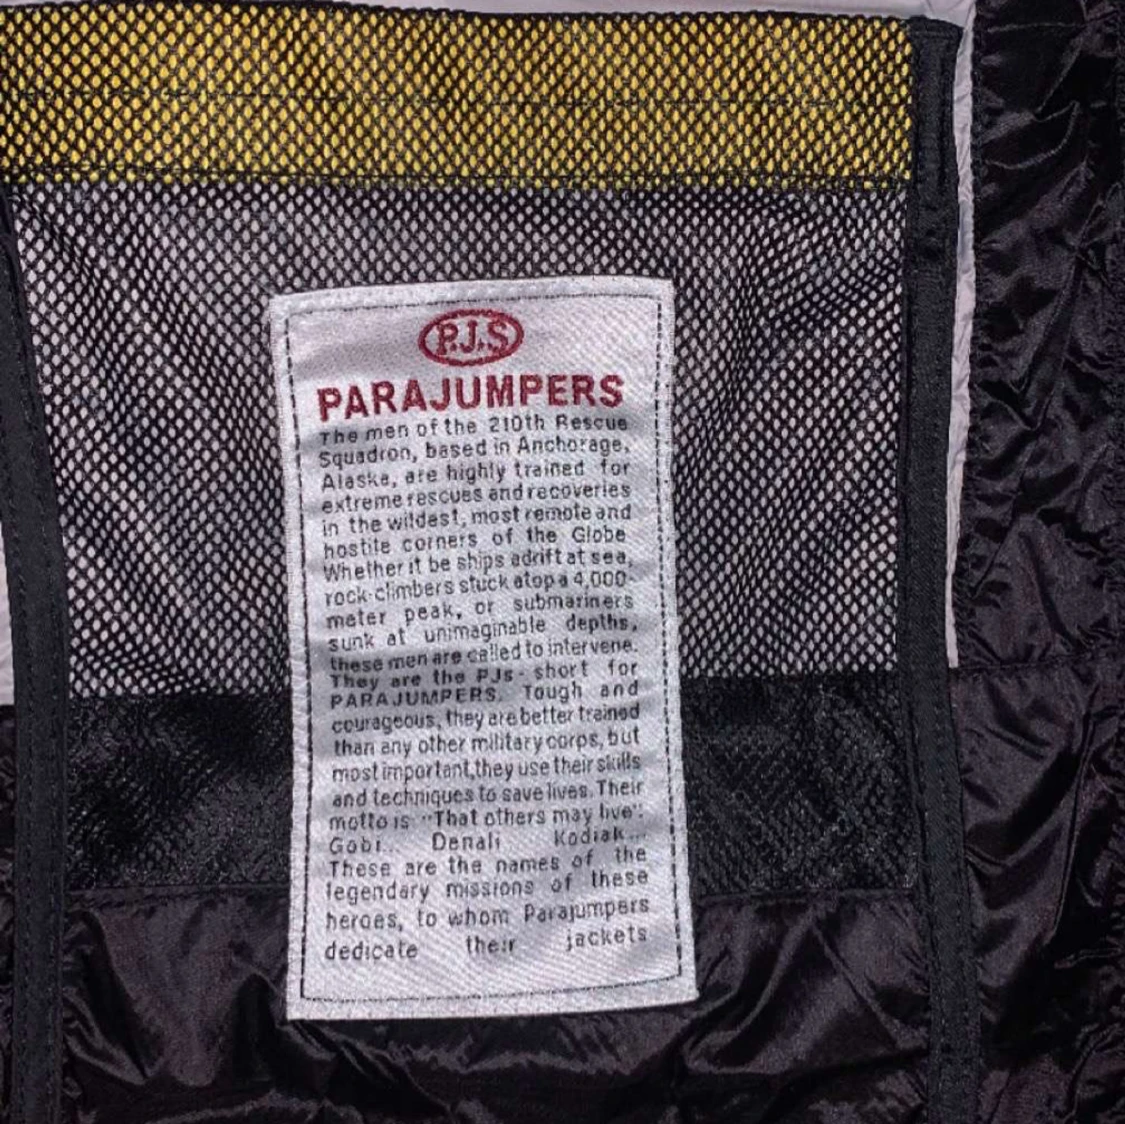 P.J.S
PARAJUMPERS
The men of the 210th Rescue
Squadron, based in Anchorage,
Alaska, are highly trained for
extreme rescues and recoveries
in the wildest, most remote and
hostile corners of the Globe
Whether it be ships adrift at sea,
rock-climbers stuck atop a 4,000-
meter peak, or submariners
sunk at unimaginable depths,
these men are called to intervene.
They are the PJs - short for
PARAJUMPERS. Tough and
courageous, they are better trained
than any other military corps, but
most important,they use their skills
and techniques to save lives. Their
motto is "That others may live".
Gobi... Denali Kodiak...
These are the names of the
legendary missions of these
heroes, to whom Parajumpers
dedicate their jackets